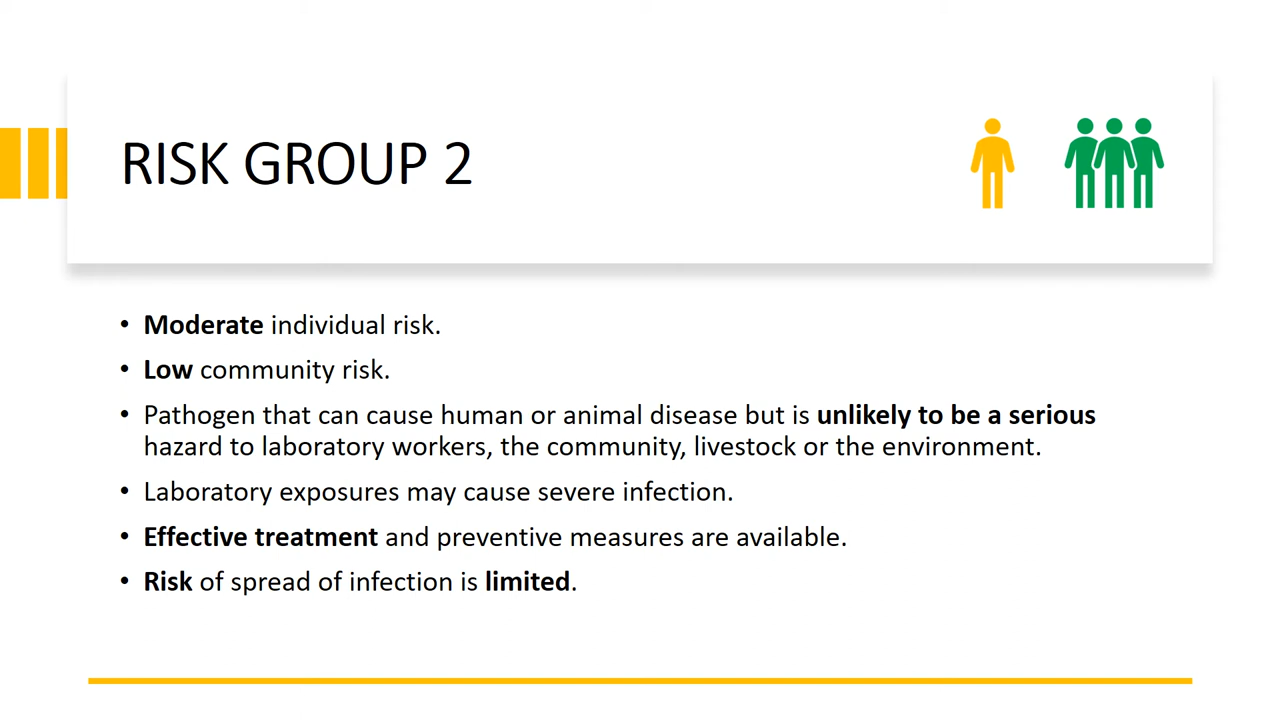 RISK GROUP 2
• Moderate individual risk.
• Low community risk.
• Pathogen that can cause human or animal disease but is unlikely to be a serious
hazard to laboratory workers, the community, livestock or the environment.
• Laboratory exposures may cause severe infection.
• Effective treatment and preventive measures are available.
• Risk of spread of infection is limited.